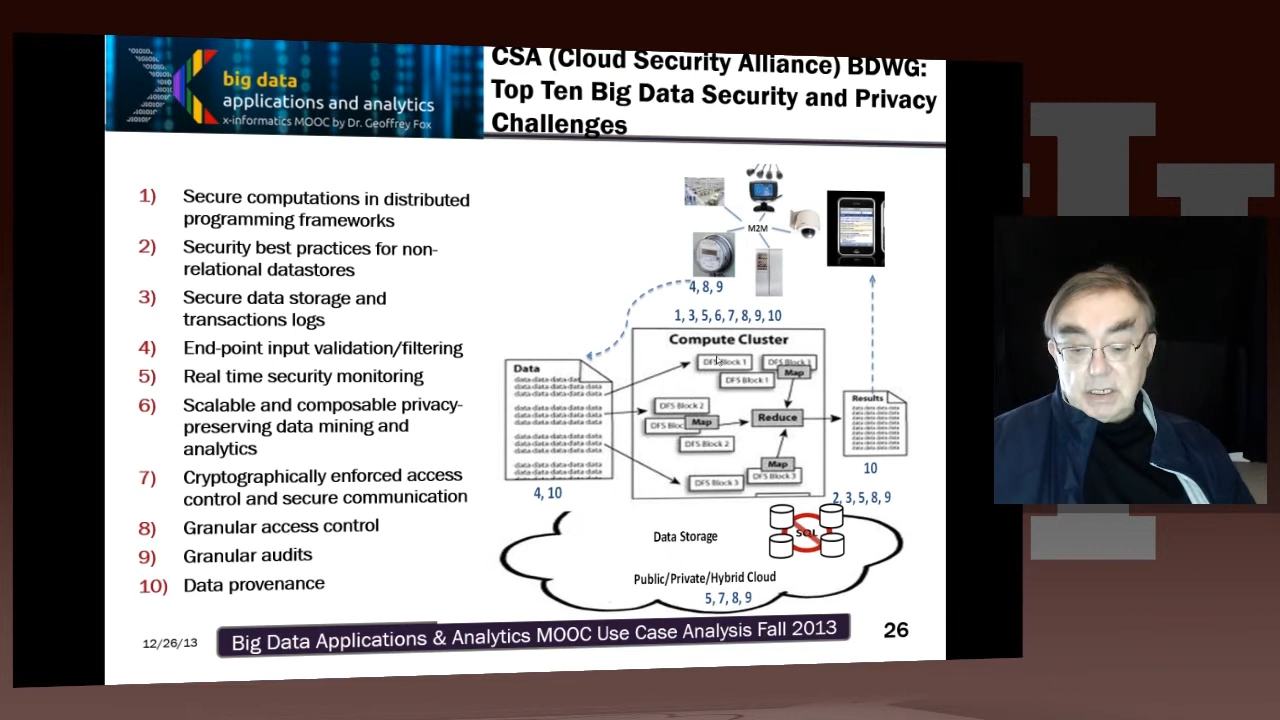 big data
applications and analytics
x-informatics MOOC by Dr. Geoffrey Fox
CSA (Cloud Security Alliance) BDWG:
Top Ten Big Data Security and Privacy
Challenges
1) Secure computations in distributed
programming frameworks
2) Security best practices for non-
relational datastores
3) Secure data storage and
transactions logs
4) End-point input validation/filtering
5) Real time security monitoring
6) Scalable and composable privacy-
preserving data mining and
analytics
7) Cryptographically enforced access
control and secure communication
8) Granular access control
9) Granular audits
10) Data provenance
M2M
4, 8, 9
1, 3, 5, 6, 7, 8, 9, 10
Compute Cluster
Data
DFS Block 1
DFS Block 1
DFS Block 1
Map
DFS Block 2
Map
DFS Block 2
Reduce
Map
DFS Block 3
DFS Block 3
Results
4, 10
10
2, 3, 5, 8, 9
Data Storage
SQL
Public/Private/Hybrid Cloud
5, 7, 8, 9
12/26/13
Big Data Applications & Analytics MOOC Use Case Analysis Fall 2013
26